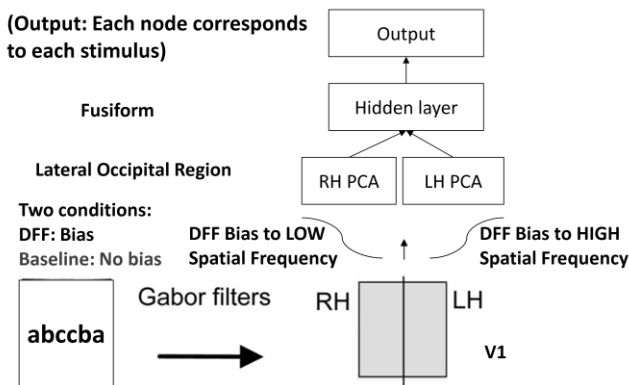 (Output: Each node corresponds
to each stimulus)
Output
Fusiform
Hidden layer
Lateral Occipital Region
RH PCA
LH PCA
Two conditions:
DFF: Bias
Baseline: No bias
DFF Bias to LOW
Spatial Frequency
DFF Bias to HIGH
Spatial Frequency
abccba
Gabor filters
RH
LH
V1